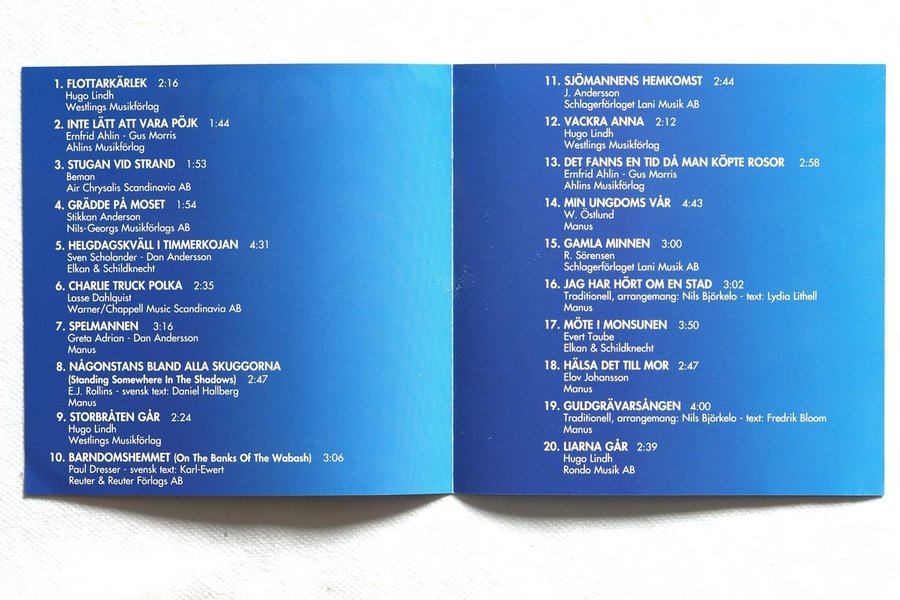 1. FLOTTARKÄRLEK 2:16
Hugo Lindh
Westlings Musikförlag
2. INTE LÄTT ATT VARA PÖJK 1:44
Ernfrid Ahlin - Gus Morris
Ahlins Musikförlag
3. STUGAN VID STRAND 1:53
Beman
Air Chrysalis Scandinavia AB
4. GRÄDDE PÅ MOSET 1:54
Stikkan Anderson
Nils-Georgs Musikförlags AB
5. HELGDAGSKVÄLL I TIMMERKOJAN 4:31
Sven Scholander - Dan Andersson
Elkan & Schildknecht
6. CHARLIE TRUCK POLKA 2:35
Lasse Dahlquist
Warner/Chappell Music Scandinavia AB
7. SPELMANNEN 3:16
Greta Adrian - Dan Andersson
Manus
8. NÅGONSTANS BLAND ALLA SKUGGORNA
(Standing Somewhere In The Shadows) 2:47
E.J. Rollins - svensk text: Daniel Hallberg
Manus
9. STORBRÅTEN GÅR 2:24
Hugo Lindh
Westlings Musikförlag
10. BARNDOMSHEMMET (On The Banks Of The Wabash) 3:06
Paul Dresser - svensk text: Karl-Ewert
Reuter & Reuter Förlags AB
11. SJÖMANNENS HEMKOMST 2:44
J. Andersson
Schlagerförlaget Lani Musik AB
12. VACKRA ANNA 2:12
Hugo Lindh
Westlings Musikförlag
13. DET FANNS EN TID DÅ MAN KÖPTE ROSOR 2:58
Ernfrid Ahlin - Gus Morris
Ahlins Musikförlag
14. MIN UNGDOMS VÅR 4:43
W. Östlund
Manus
15. GAMLA MINNEN 3:00
R. Sörensen
Schlagerförlaget Lani Musik AB
16. JAG HAR HÖRT OM EN STAD 3:02
Traditionell, arrangemang: Nils Björkelo - text: Lydia Lithell
Manus
17. MÖTE I MONSUNEN 3:50
Evert Taube
Elkan & Schildknecht
18. HÄLSA DET TILL MOR 2:47
Elov Johansson
Manus
19. GULDGRÄVARSÅNGEN 4:00
Traditionell, arrangemang: Nils Björkelo - text: Fredrik Bloom
Manus
20. LIARNA GÅR 2:39
Hugo Lindh
Rondo Musik AB